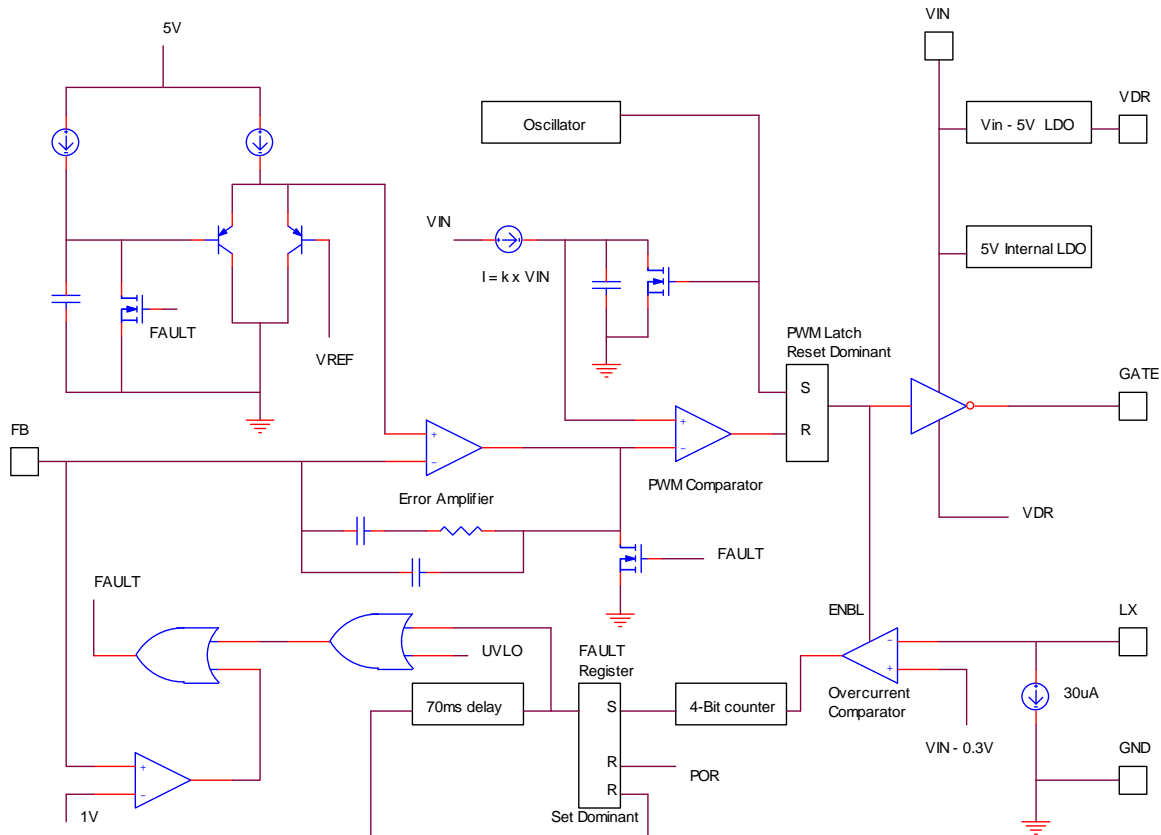 5V
VIN
Oscillator
Vin - 5V LDO
VDR
VIN
I = k x VIN
5V Internal LDO
FAULT
VREF
PWM Latch
Reset Dominant
S
R
GATE
FB
+
−
+
−
PWM Comparator
Error Amplifier
VDR
FAULT
FAULT
ENBL
LX
UVLO
FAULT
Register
−
+
Overcurrent
Comparator
30uA
70ms delay
S
4-Bit counter
VIN - 0.3V
GND
+
−
R
POR
R
1V
Set Dominant